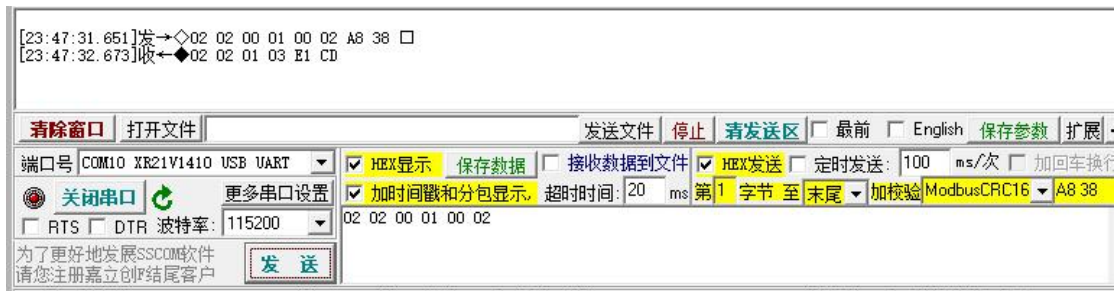 [23:47:31.651]发→◇02 02 00 01 00 02 A8 38 □
[23:47:32.673]收←◆02 02 01 03 E1 CD
清除窗口 打开文件 发送文件 停止 清发送区 最前 English 保存参数 扩展
端口号 COM10 XR21V1410 USB UART HEX显示 保存数据 接收数据到文件 HEX发送 定时发送: 100 ms/次 加回车换行
关闭串口 更多串口设置 加时间戳和分包显示, 超时时间: 20 ms 第1 字节 至 末尾 加校验 ModbusCRC16 A8 38
RTS DTR 波特率: 115200 02 02 00 01 00 02
为了更好地发展SSCOM软件
请您注册嘉立创F结尾客户
发 送